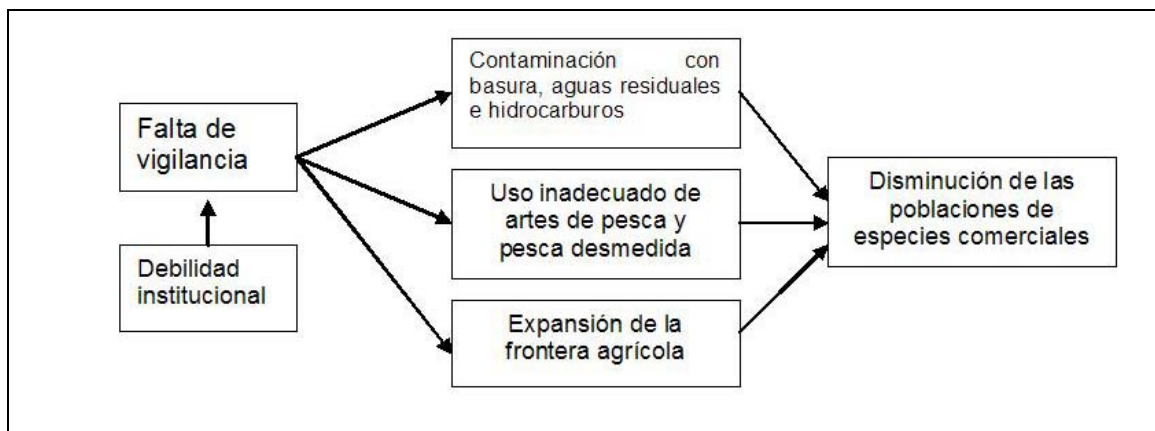 Falta de
vigilancia
Debilidad
institucional
Contaminación con
basura, aguas residuales
e hidrocarburos
Uso inadecuado de
artes de pesca y
pesca desmedida
Expansión de la
frontera agrícola
Disminución de las
poblaciones de
especies comerciales